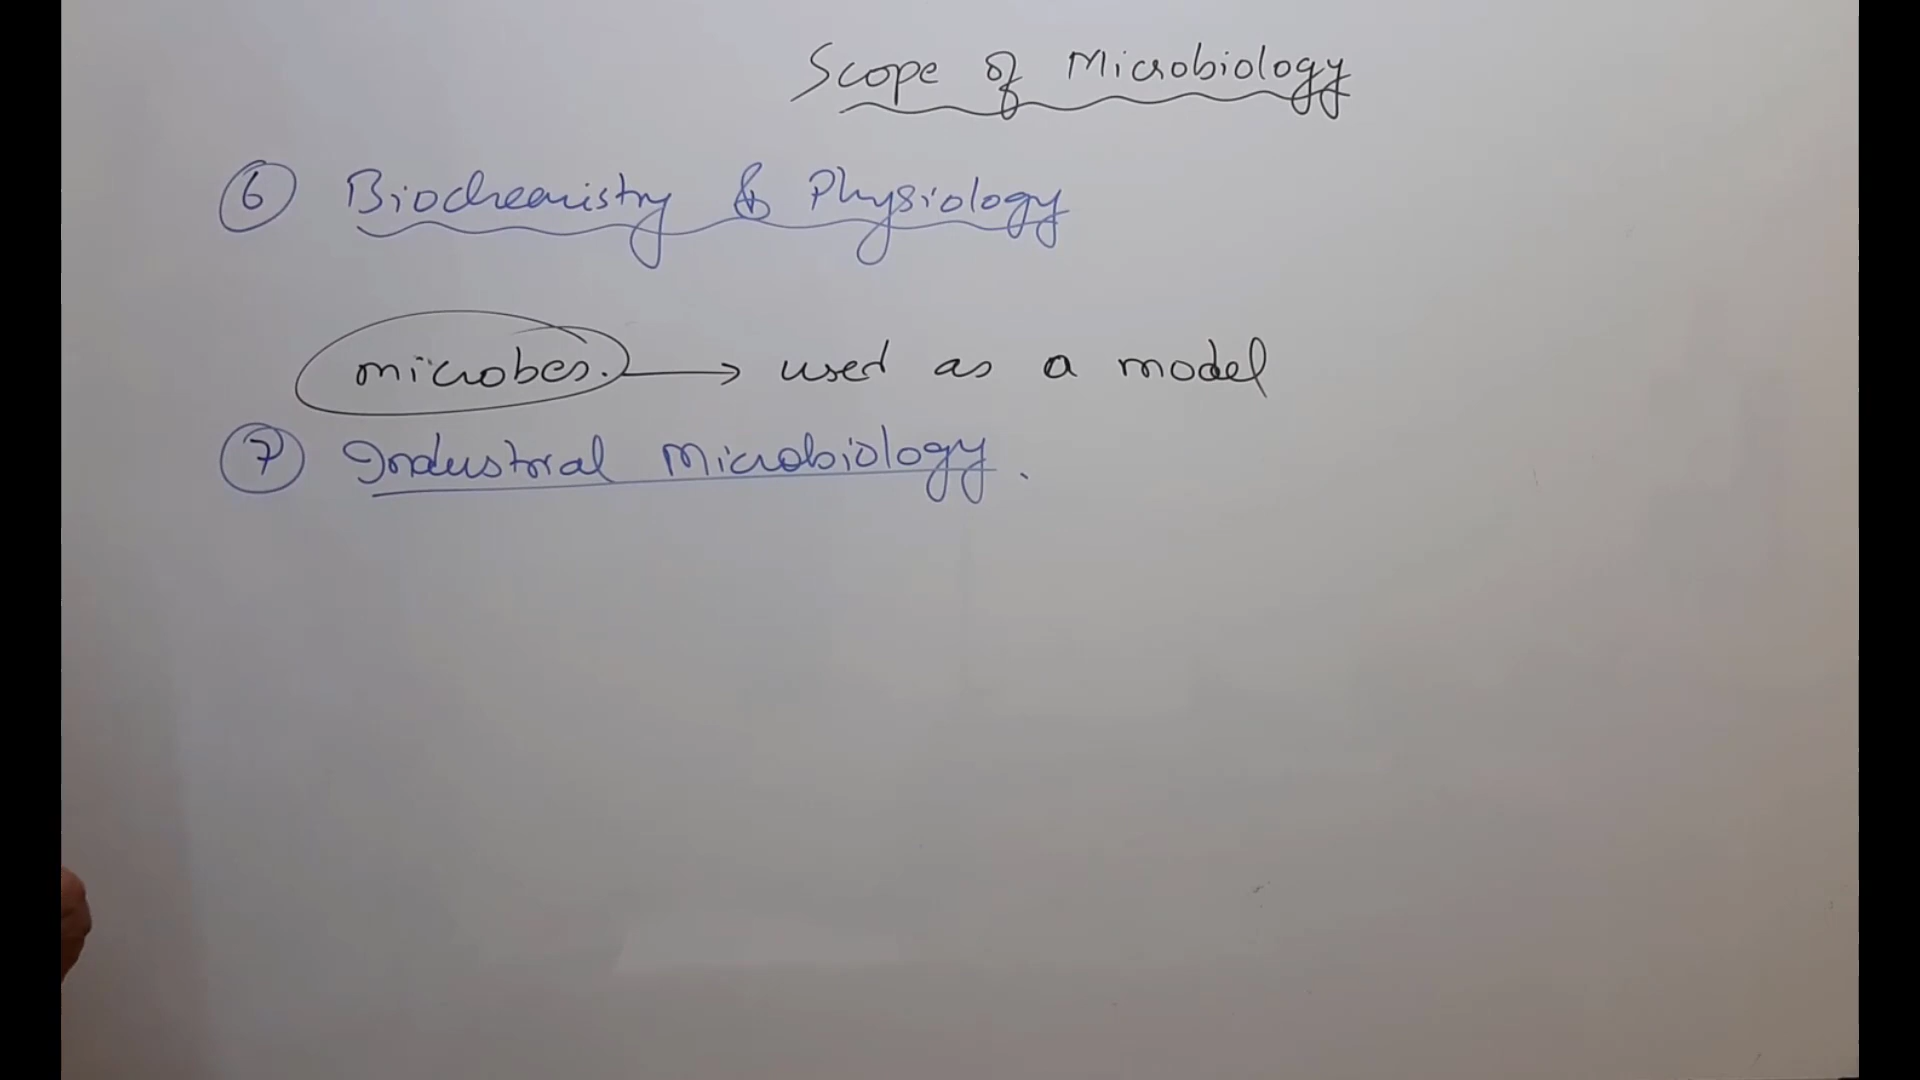 Scope of Microbiology
6 Biochemistry & Physiology
microbes. → used as a model
7 Industrial Microbiology.